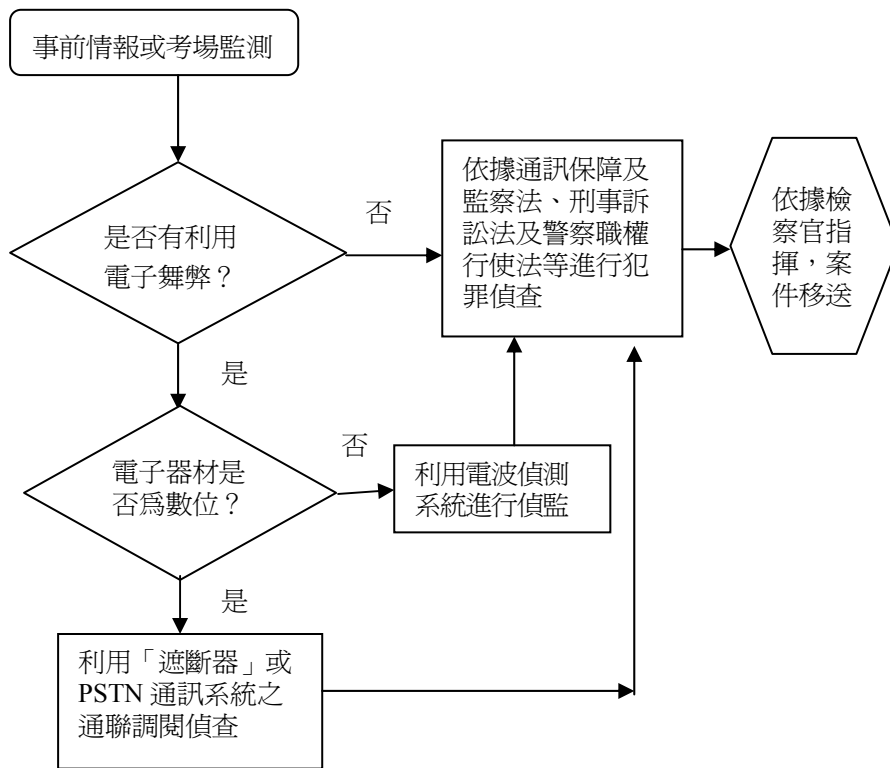 事前情報或考場監測
是否有利用
電子舞弊？
否
依據通訊保障及
監察法、刑事訴
訟法及警察職權
行使法等進行犯
罪偵查
依據檢
察官指
揮，案
件移送
是
電子器材是
否為數位？
否
利用電波偵測
系統進行偵監
是
利用「遮斷器」或
PSTN 通訊系統之
通聯調閱偵查